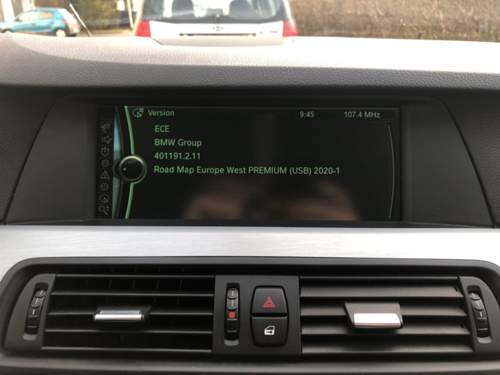 Version 9:45 107.4 MHz
ECE
BMW Group
401191.2.11
Road Map Europe West PREMIUM (USB) 2020-1